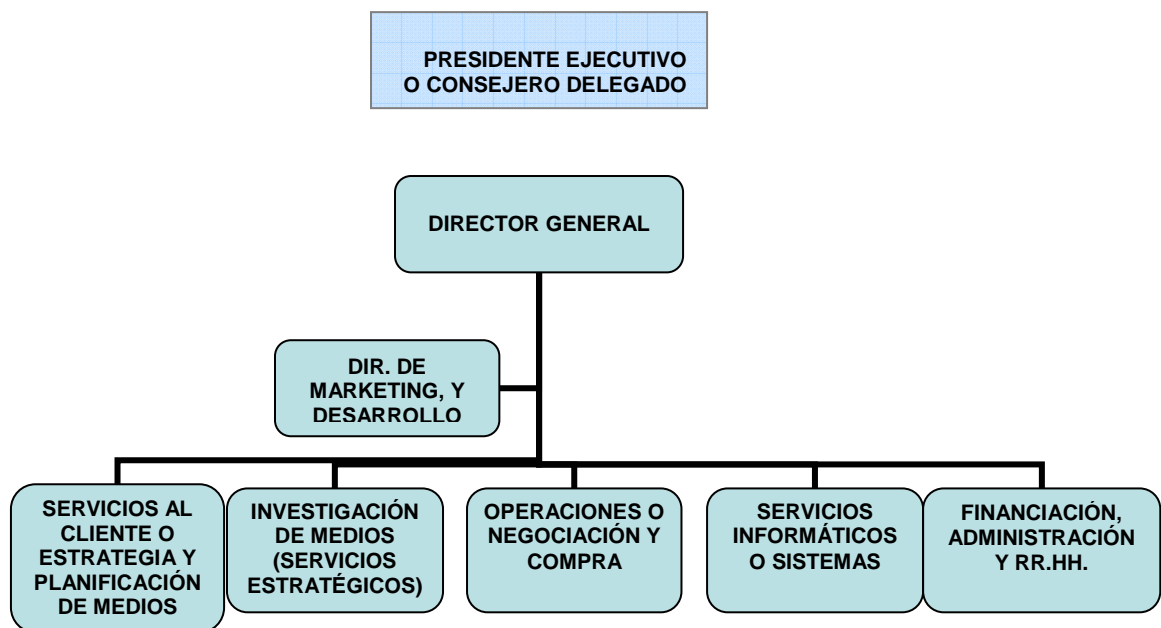 PRESIDENTE EJECUTIVO
O CONSEJERO DELEGADO
DIRECTOR GENERAL
DIR. DE
MARKETING, Y
DESARROLLO
SERVICIOS AL
CLIENTE O
ESTRATEGIA Y
PLANIFICACIÓN
DE MEDIOS
INVESTIGACIÓN
DE MEDIOS
(SERVICIOS
ESTRATÉGICOS)
OPERACIONES O
NEGOCIACIÓN Y
COMPRA
SERVICIOS
INFORMÁTICOS
O SISTEMAS
FINANCIACIÓN,
ADMINISTRACIÓN
Y RR.HH.